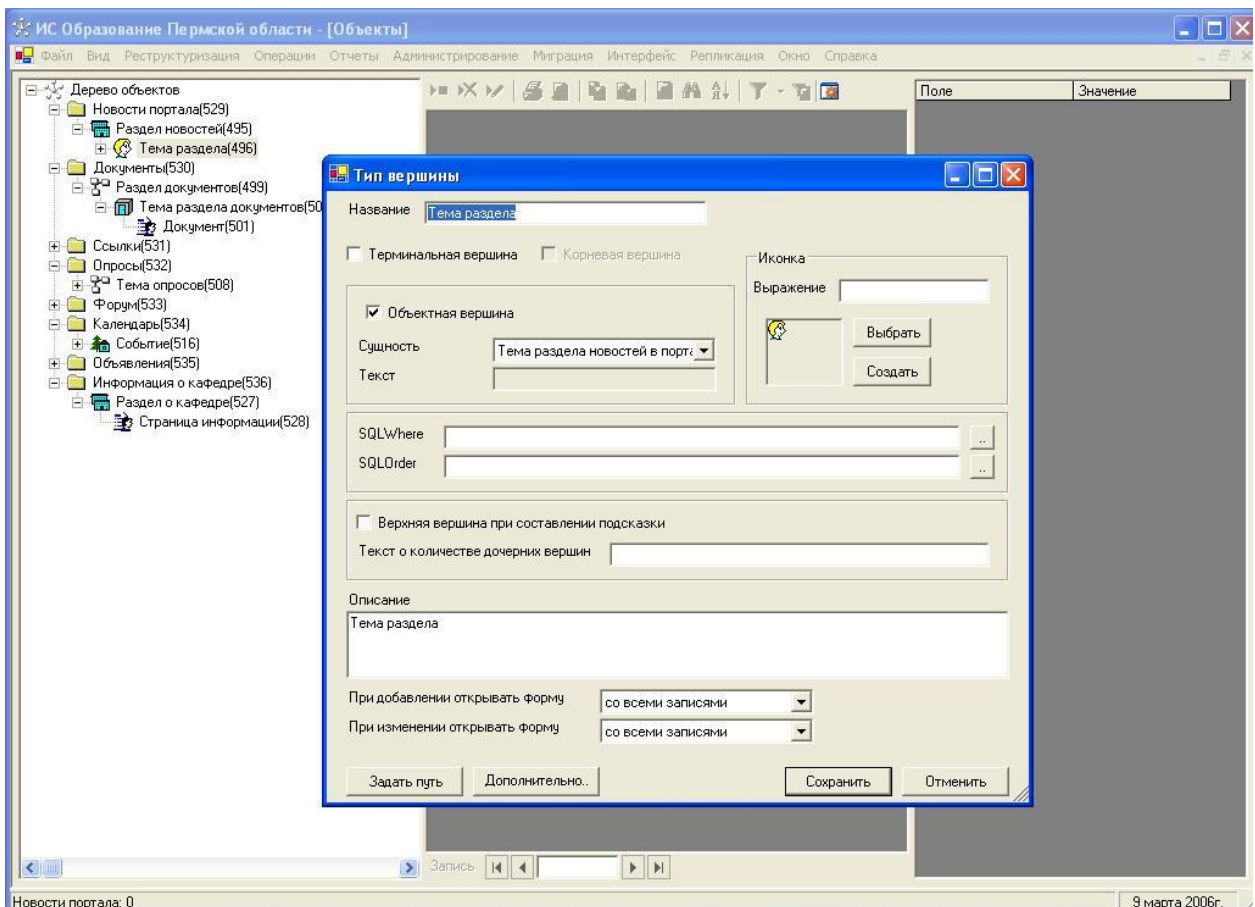 ИС Образование Пермской области - [Объекты]
Файл Вид Реструктуризация Операции Отчеты Администрирование Миграция Интерфейс Репликация Окно Справка
Дерево объектов
Новости портала(529)
Раздел новостей(495)
Тема раздела(496)
Документы(530)
Раздел документов(499)
Тема раздела документов(50
Документ(501)
Ссылки(531)
Опросы(532)
Тема опросов(508)
Форум(533)
Календарь(534)
Событие(516)
Объявления(535)
Информация о кафедре(536)
Раздел о кафедре(527)
Страница информации(528)
Поле Значение
Тип вершины
Название Тема раздела
Терминальная вершина Корневая вершина
Иконка
Выражение
Объектная вершина
Сущность Тема раздела новостей в порта
Текст
Выбрать
Создать
SQLWhere ..
SQLOrder ..
Верхняя вершина при составлении подсказки
Текст о количестве дочерних вершин
Описание
Тема раздела
При добавлении открывать форму со всеми записями
При изменении открывать форму со всеми записями
Задать путь Дополнительно.. Сохранить Отменить
Запись
Новости портала: 0 9 марта 2006г.